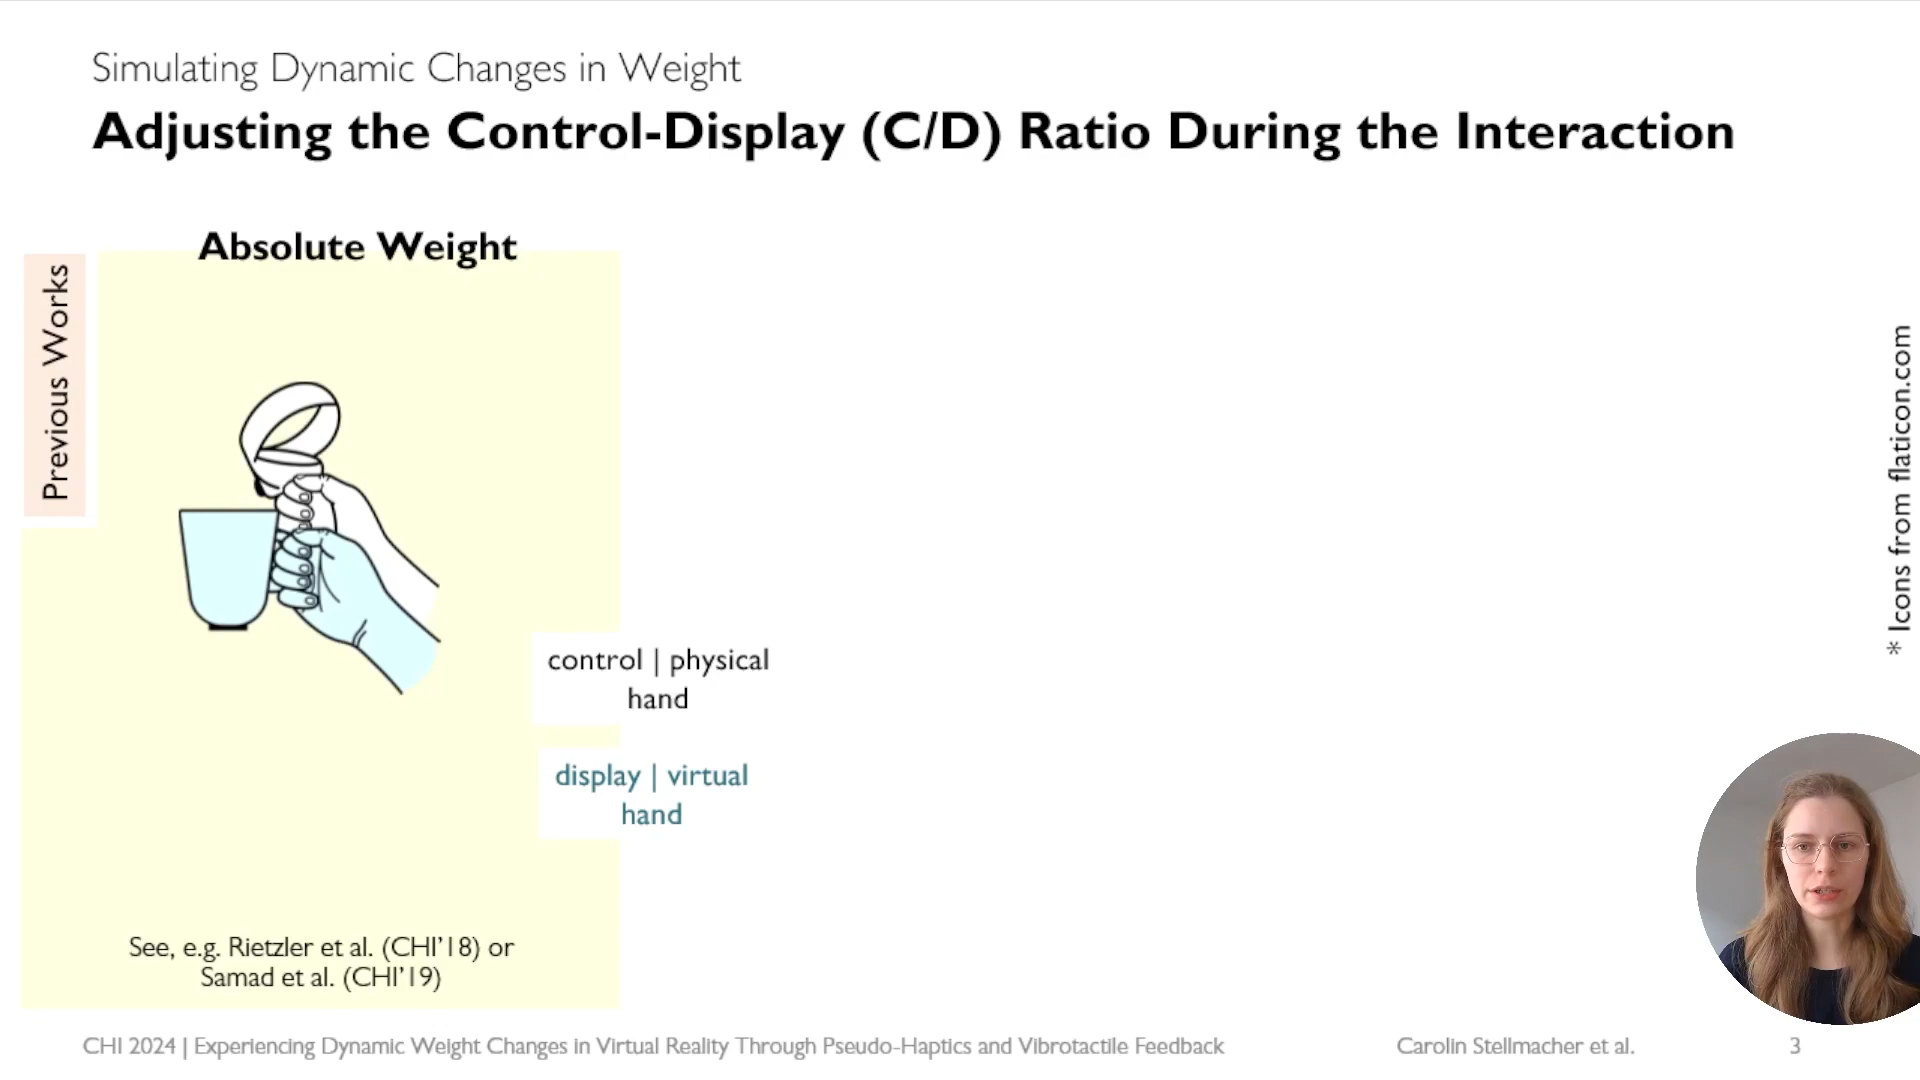 Simulating Dynamic Changes in Weight
Adjusting the Control-Display (C/D) Ratio During the Interaction
Absolute Weight
Previous Works
control | physical
hand
display | virtual
hand
See, e.g. Rietzler et al. (CHI'18) or
Samad et al. (CHI'19)
* Icons from flaticon.com
CHI 2024 | Experiencing Dynamic Weight Changes in Virtual Reality Through Pseudo-Haptics and Vibrotactile Feedback
Carolin Stellmacher et al.
3